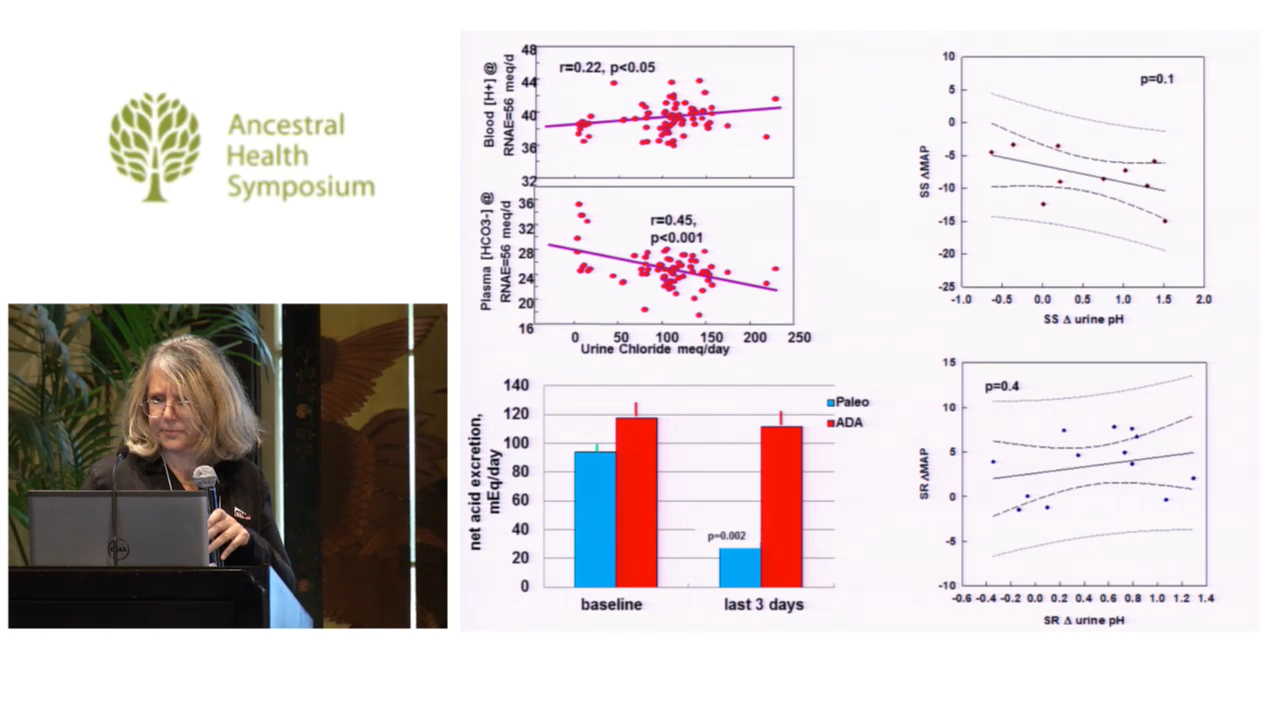 Ancestral
Health
Symposium
48
44
40
36
32
Blood [H+] @
RNAE=56 meq/d
r=0.22, p<0.05
36
32
28
24
20
16
Plasma [HCO3-] @
RNAE=56 meq/d
r=0.45,
p<0.001
0 50 100 150 200 250
Urine Chloride meq/day
140
120
100
80
60
40
20
0
net acid excretion,
mEq/day
Paleo
ADA
p=0.002
baseline last 3 days
10
5
0
-5
-10
-15
-20
-25
SS ΔMAP
p=0.1
-1.0 -0.5 0.0 0.5 1.0 1.5 2.0
SS Δ urine pH
15
10
5
0
-5
-10
SR ΔMAP
p=0.4
-0.6 -0.4 -0.2 0.0 0.2 0.4 0.6 0.8 1.0 1.2 1.4
SR Δ urine pH
DELL